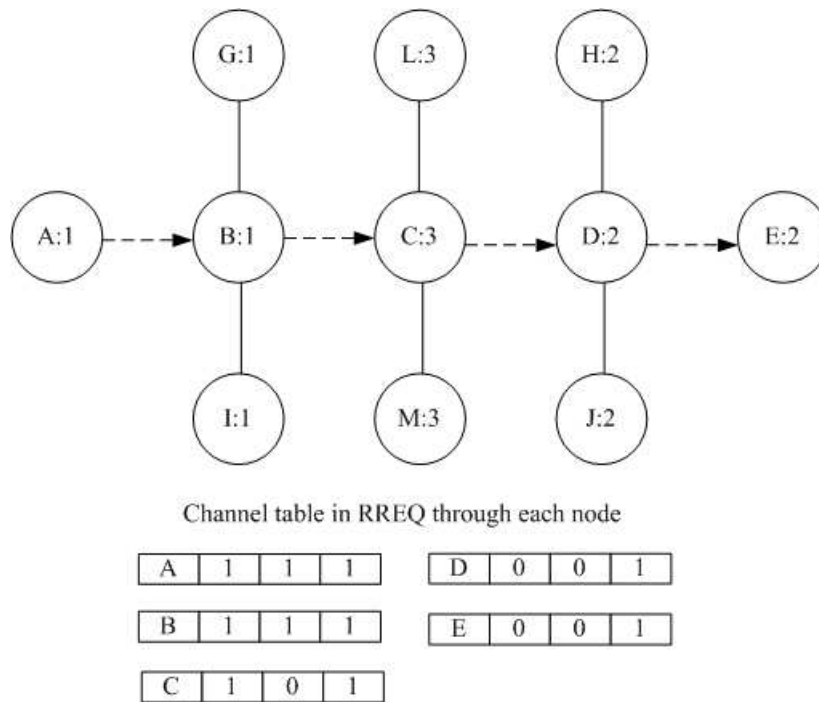 G:1 L:3 H:2
A:1 B:1 C:3 D:2 E:2
I:1 M:3 J:2
Channel table in RREQ through each node
A 1 1 1 D 0 0 1
B 1 1 1 E 0 0 1
C 1 0 1